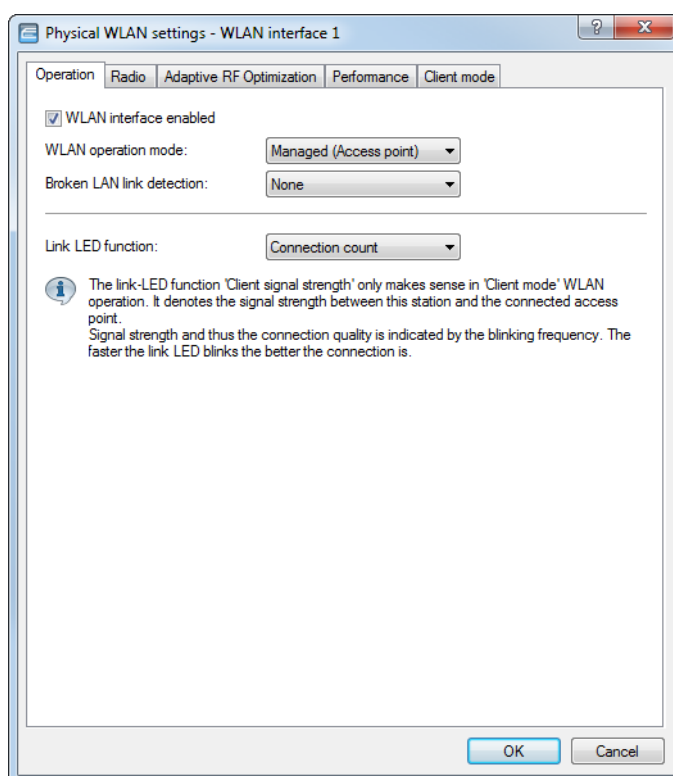 Physical WLAN settings - WLAN interface 1
?
Operation Radio Adaptive RF Optimization Performance Client mode
WLAN interface enabled
WLAN operation mode: Managed (Access point)
Broken LAN link detection: None
Link LED function: Connection count
The link-LED function 'Client signal strength' only makes sense in 'Client mode' WLAN
operation. It denotes the signal strength between this station and the connected access
point.
Signal strength and thus the connection quality is indicated by the blinking frequency. The
faster the link LED blinks the better the connection is.
OK Cancel